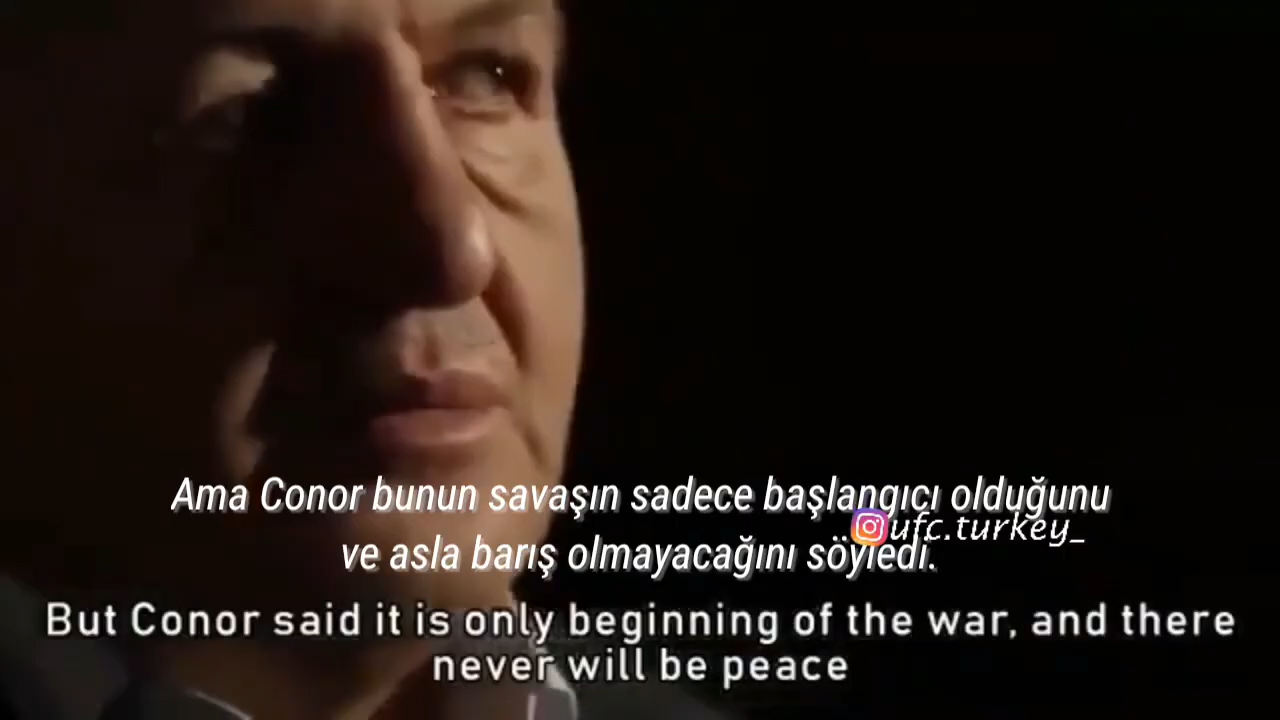 Ama Conor bunun savaşın sadece başlangıcı olduğunu
ufc.turkey_
ve asla barış olmayacağını söyledi.
But Conor said it is only beginning of the war, and there
never will be peace